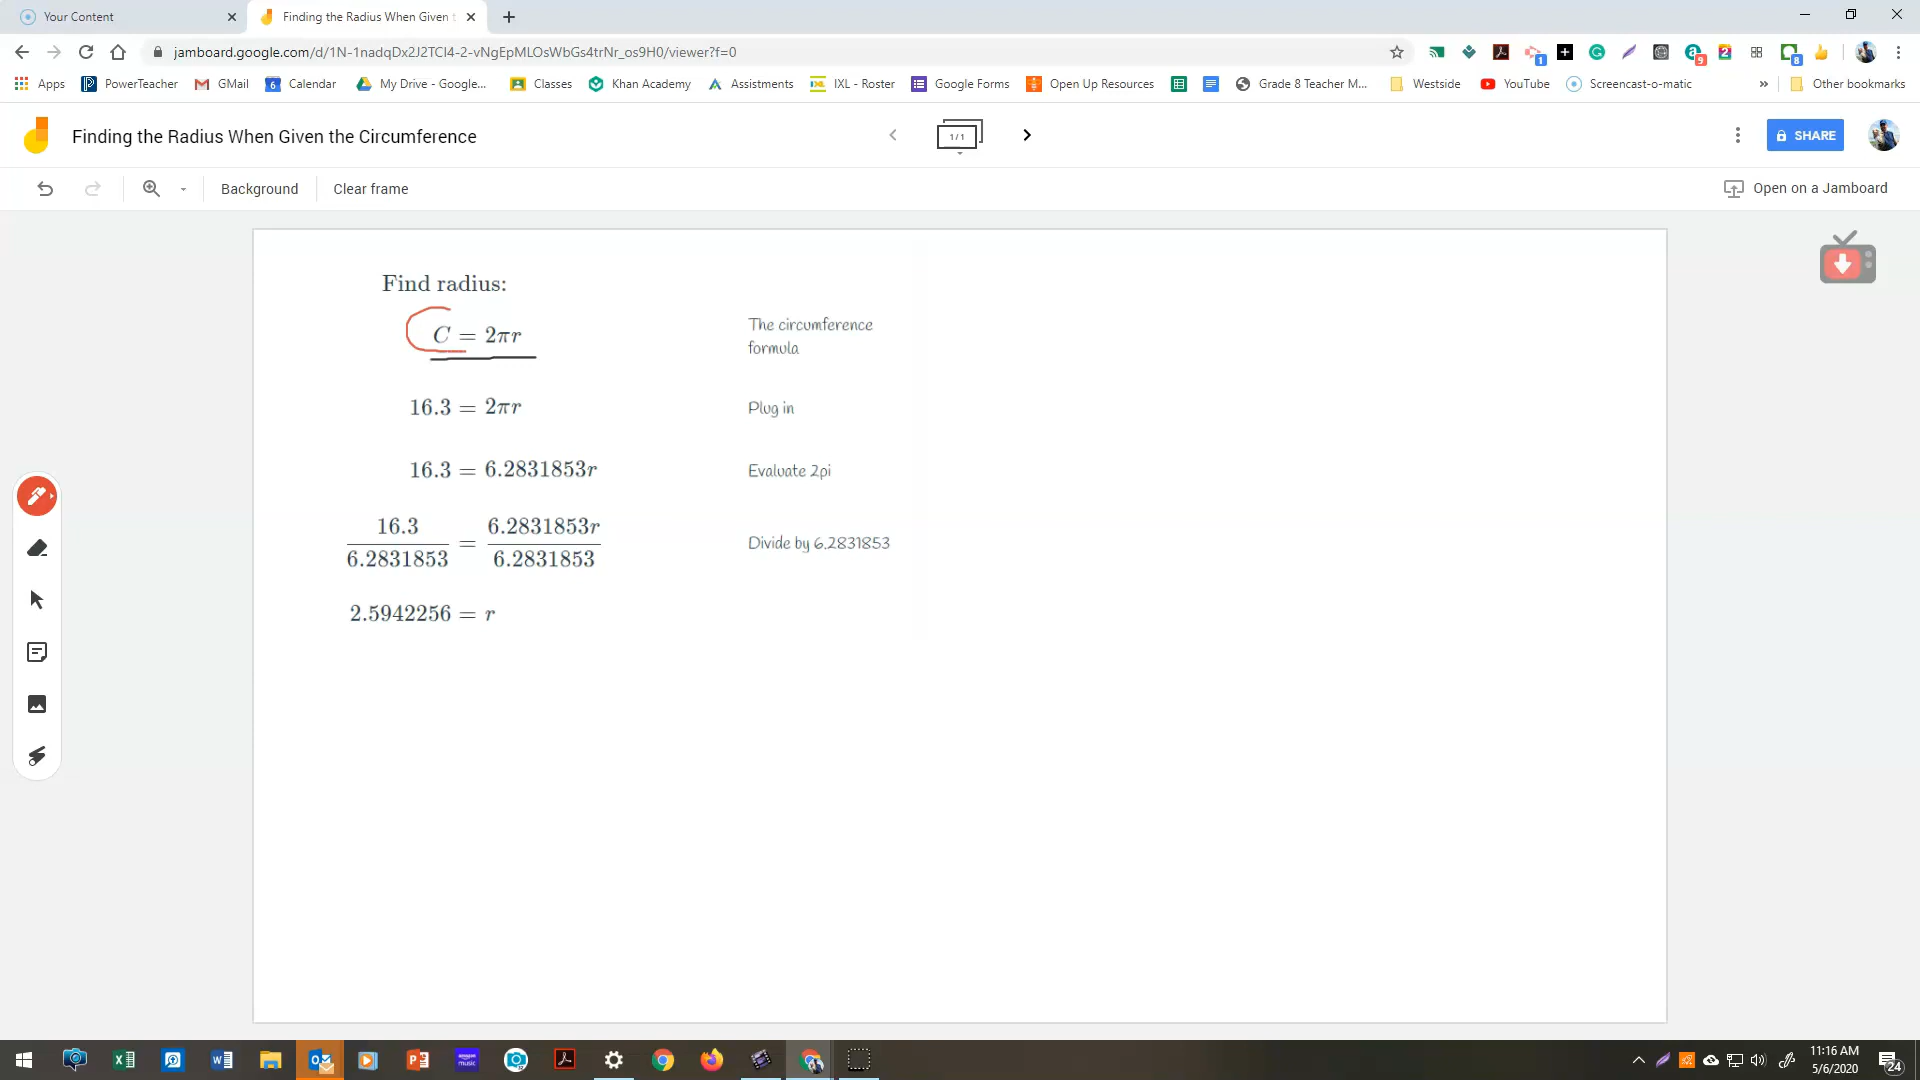 Your Content
Finding the Radius When Given t
jamboard.google.com/d/1N-1nadqDx2J2TCl4-2-vNgEpMLOsWbGs4trNr_os9H0/viewer?f=0
1
9
2
8
Apps PowerTeacher GMail 6 Calendar My Drive - Google... Classes Khan Academy Assistments IXL - Roster Google Forms Open Up Resources Grade 8 Teacher M... Westside YouTube Screencast-o-matic » Other bookmarks
Finding the Radius When Given the Circumference
1 / 1
SHARE
Background Clear frame
Open on a Jamboard
Find radius:
C = 2πr The circumference
formula
16.3 = 2πr Plug in
16.3 = 6.2831853r Evaluate 2pi
16.3 / 6.2831853 = 6.2831853r / 6.2831853 Divide by 6.2831853
2.5942256 = r
11:16 AM
5/6/2020
24